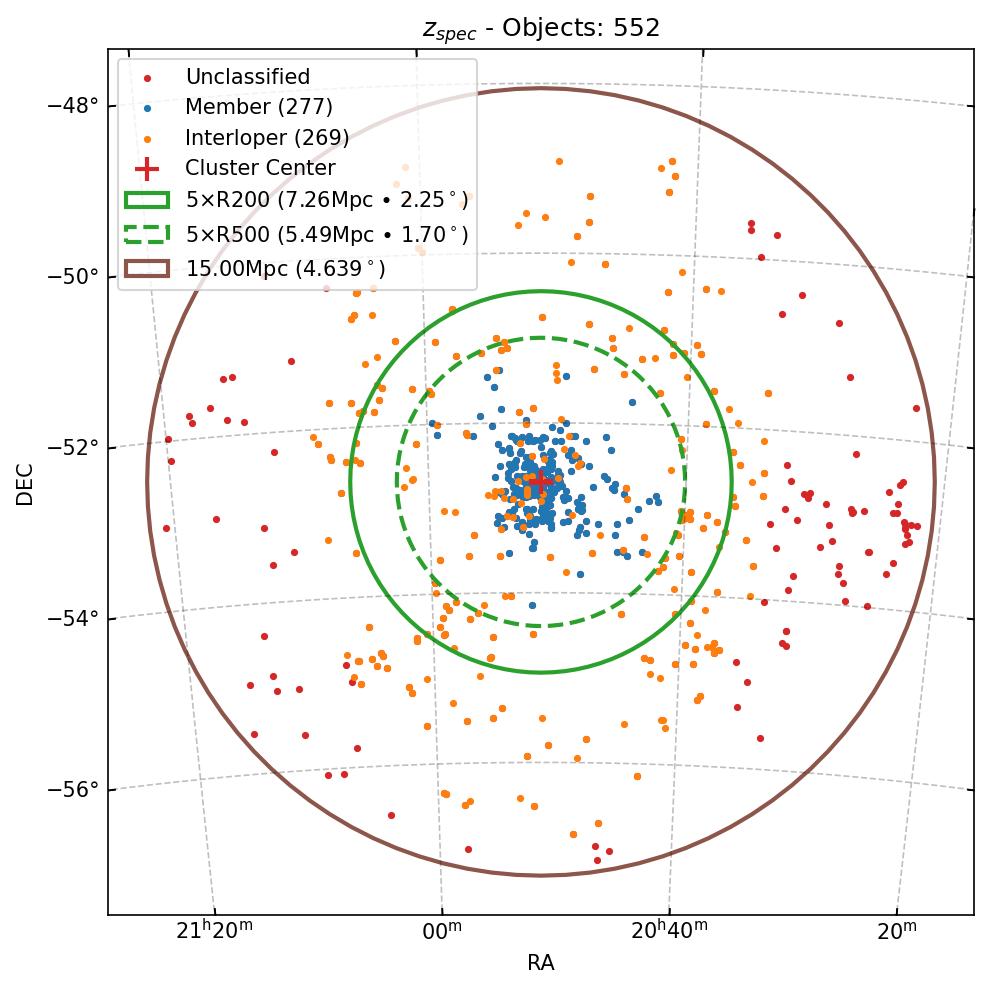 z_spec - Objects: 552
Unclassified
Member (277)
Interloper (269)
Cluster Center
5×R200 (7.26Mpc • 2.25°)
5×R500 (5.49Mpc • 1.70°)
15.00Mpc (4.639°)
−48°
−50°
−52°
−54°
−56°
DEC
21h20m
00m
20h40m
20m
RA